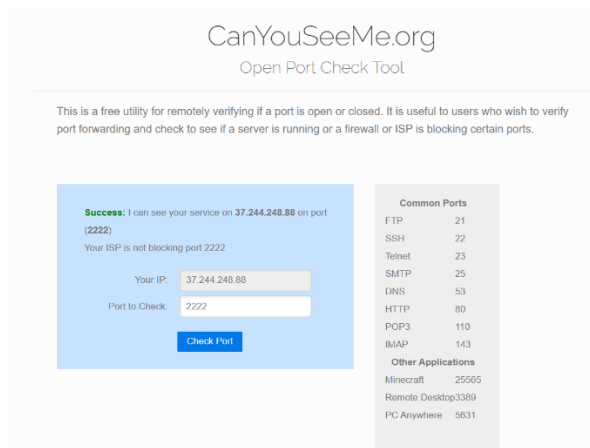 CanYouSeeMe.org
Open Port Check Tool
This is a free utility for remotely verifying if a port is open or closed. It is useful to users who wish to verify
port forwarding and check to see if a server is running or a firewall or ISP is blocking certain ports.
Success: I can see your service on 37.244.248.88 on port
(2222)
Your ISP is not blocking port 2222
Your IP: 37.244.248.88
Port to Check: 2222
Check Port
Common Ports
FTP 21
SSH 22
Telnet 23
SMTP 25
DNS 53
HTTP 80
POP3 110
IMAP 143
Other Applications
Minecraft 25565
Remote Desktop3389
PC Anywhere 5631